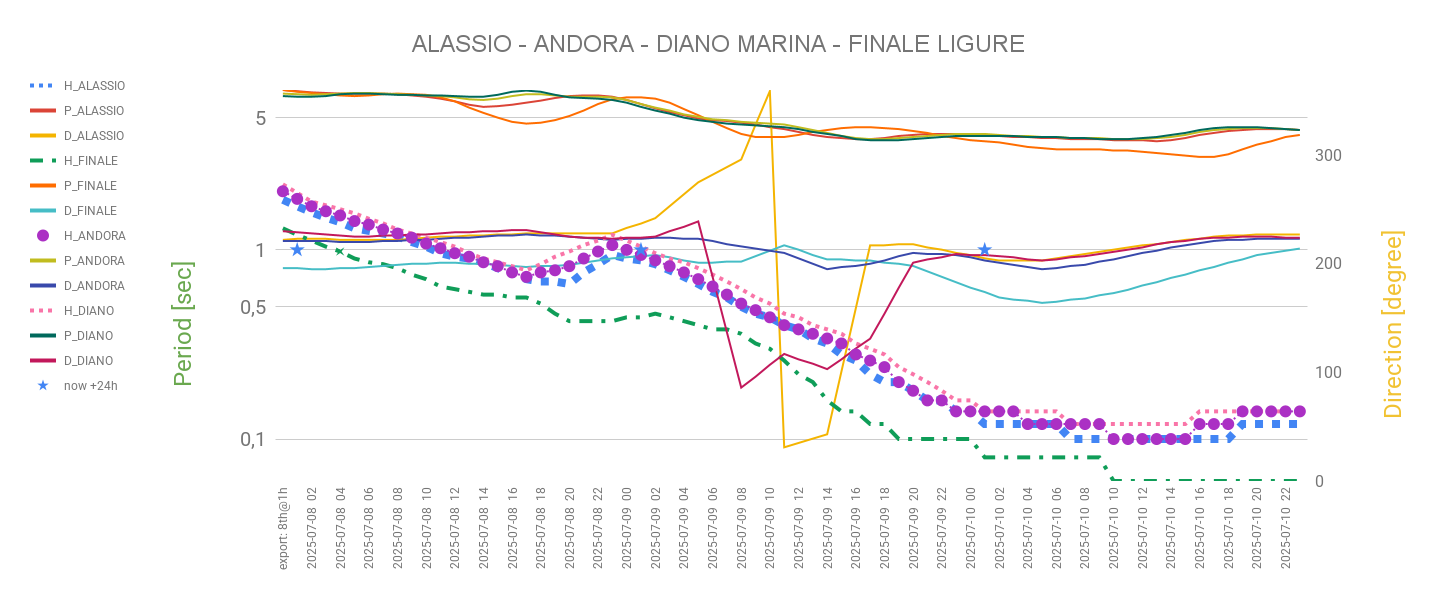 ALASSIO - ANDORA - DIANO MARINA - FINALE LIGURE
H_ALASSIO
P_ALASSIO
D_ALASSIO
H_FINALE
P_FINALE
D_FINALE
H_ANDORA
P_ANDORA
D_ANDORA
H_DIANO
P_DIANO
D_DIANO
now +24h
Period [sec]
5
1
0,5
0,1
300
200
100
0
Direction [degree]
export: 8th@1h
2025-07-08 02
2025-07-08 04
2025-07-08 06
2025-07-08 08
2025-07-08 10
2025-07-08 12
2025-07-08 14
2025-07-08 16
2025-07-08 18
2025-07-08 20
2025-07-08 22
2025-07-09 00
2025-07-09 02
2025-07-09 04
2025-07-09 06
2025-07-09 08
2025-07-09 10
2025-07-09 12
2025-07-09 14
2025-07-09 16
2025-07-09 18
2025-07-09 20
2025-07-09 22
2025-07-10 00
2025-07-10 02
2025-07-10 04
2025-07-10 06
2025-07-10 08
2025-07-10 10
2025-07-10 12
2025-07-10 14
2025-07-10 16
2025-07-10 18
2025-07-10 20
2025-07-10 22